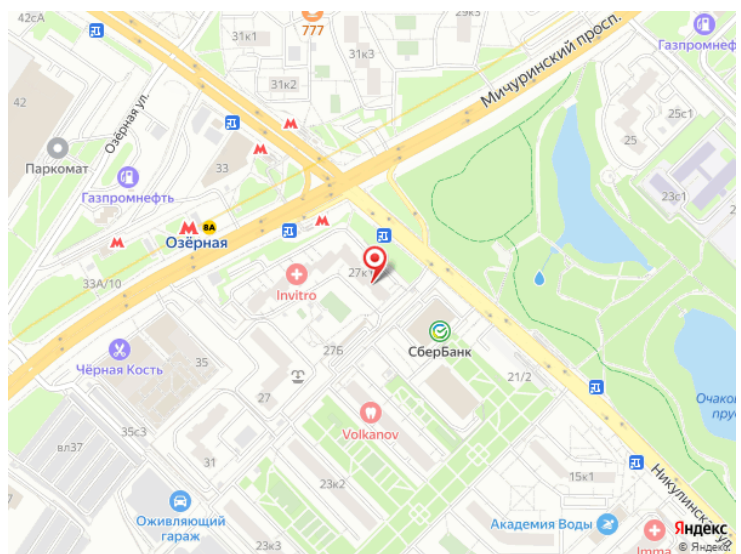 42сА
31к1
777
29к3
31к3
Газпромнефть
31к2
Мичуринский просп.
42
Озёрная ул.
25с1
25
Паркомат
33
Газпромнефть
23с1
8А
Озёрная
33А/10
27к1
Invitro
СберБанк
35
27Б
Чёрная Кость
21/2
27
Volkanov
35с3
вл37
31
15к1
23к2
Никулинская ул.
Оживляющий
гараж
Академия Воды
Яндекс
Imma
23к3
© Яндекс